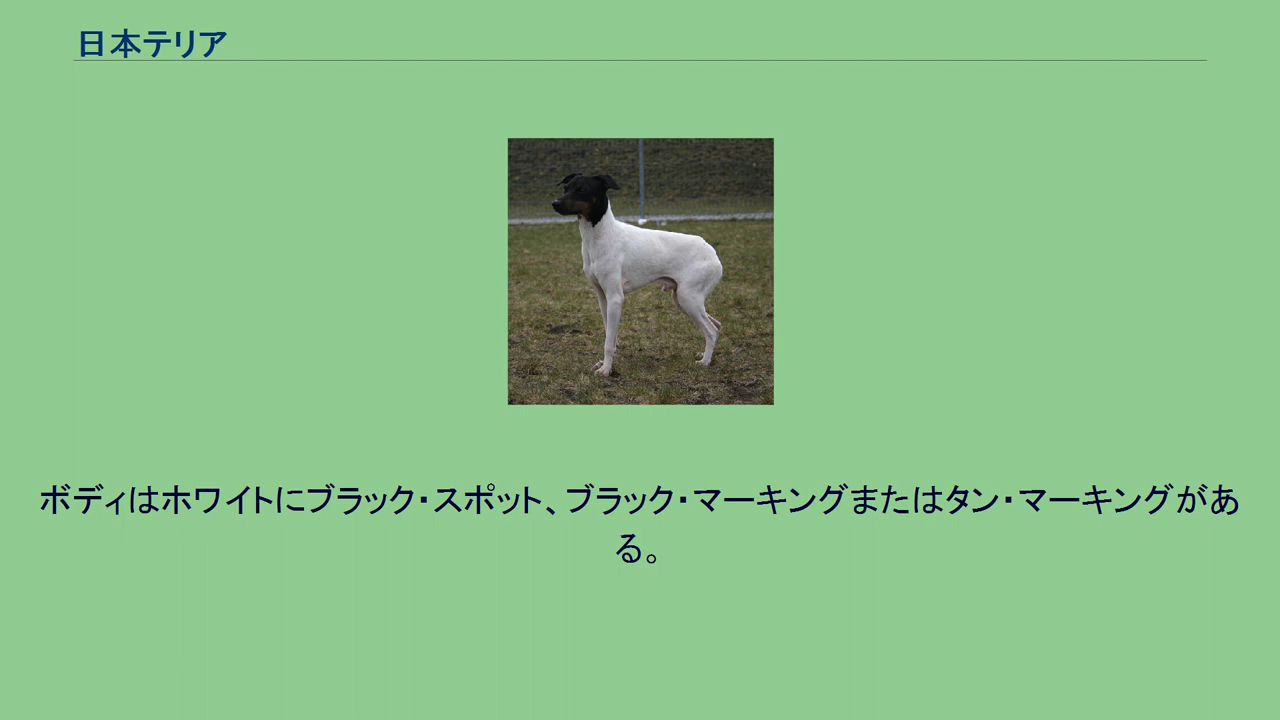 日本テリア
ボディはホワイトにブラック・スポット、ブラック・マーキングまたはタン・マーキングがあ
る。